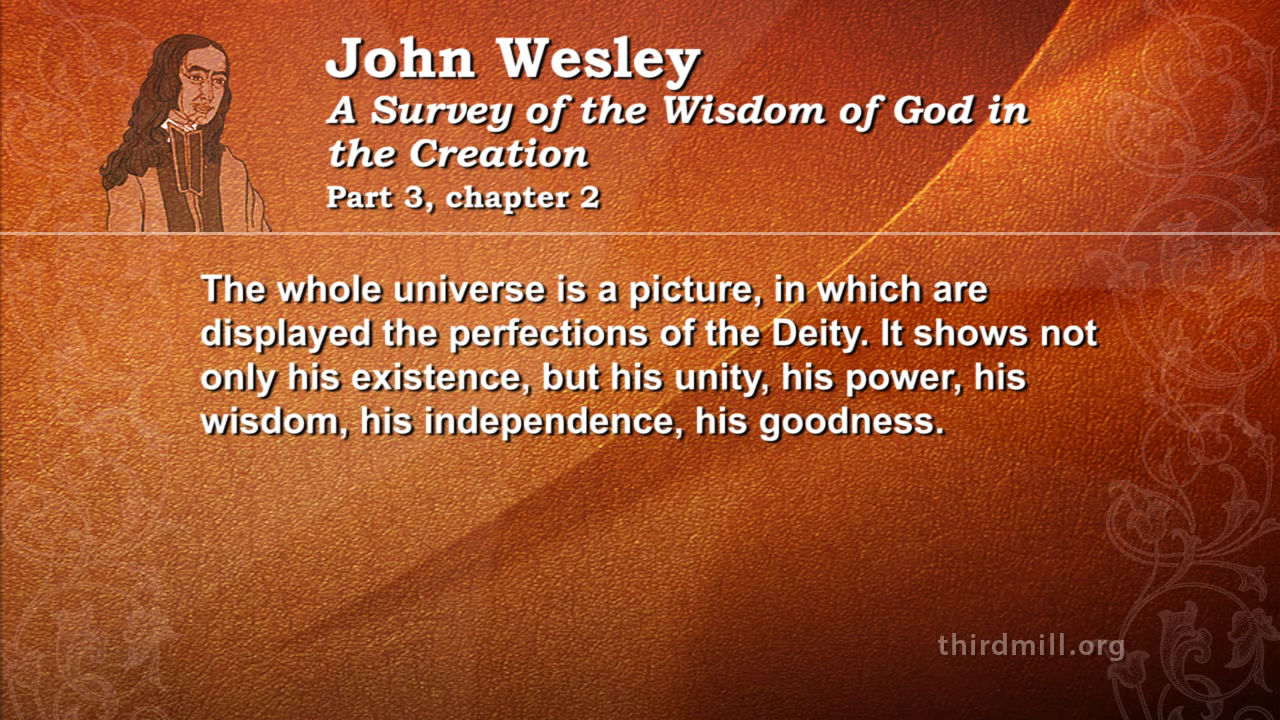 John Wesley
A Survey of the Wisdom of God in
the Creation
Part 3, chapter 2
The whole universe is a picture, in which are
displayed the perfections of the Deity. It shows not
only his existence, but his unity, his power, his
wisdom, his independence, his goodness.
thirdmill.org